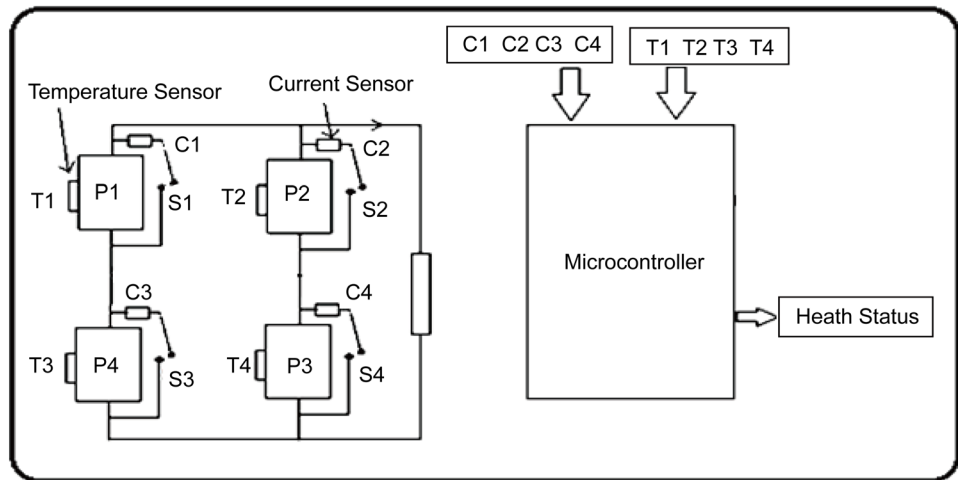 C1 C2 C3 C4
T1 T2 T3 T4
Temperature Sensor
Current Sensor
C1
C2
P1
P2
T1
T2
S1
S2
Microcontroller
C3
C4
Heath Status
T3
P4
T4
P3
S3
S4